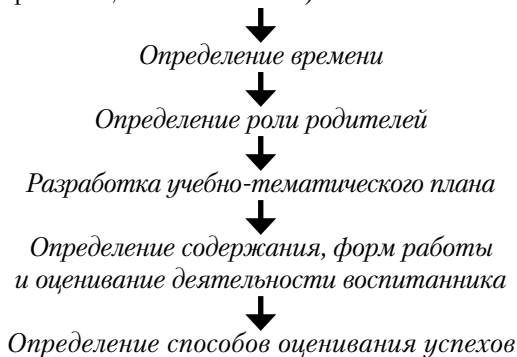 Определение времени
Определение роли родителей
Разработка учебно-тематического плана
Определение содержания, форм работы
и оценивание деятельности воспитанника
Определение способов оценивания успехов